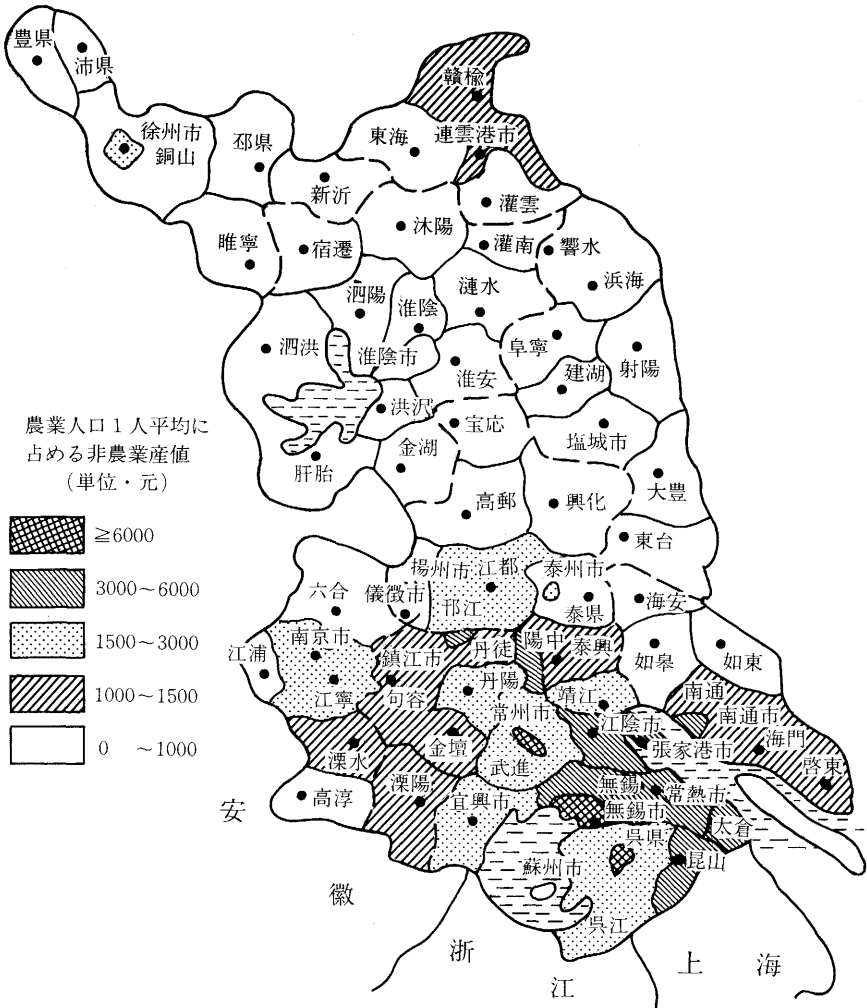 豊県
沛県
贛楡
徐州市
銅山
邳県
東海
連雲港市
新沂
灌雲
沐陽
睢寧
宿遷
灌南
響水
泗陽
淮陰
漣水
浜海
泗洪
淮陰市
阜寧
射陽
淮安
建湖
洪沢
宝応
塩城市
金湖
肝胎
大豊
高郵
興化
東台
農業人口1人平均に
占める非農業産値
(単位・元)
≧6000
3000～6000
1500～3000
1000～1500
0 ～1000
六合
儀徴市
揚州市
江都
邗江
泰州市
泰県
海安
江浦
南京市
江寧
鎮江市
丹徒
陽中
泰興
如皋
如東
句容
丹陽
靖江
南通
南通市
常州市
江陰市
張家港市
海門
啓東
溧水
金壇
武進
高淳
溧陽
宜興市
無錫
無錫市
常熟市
太倉
呉県
昆山
蘇州市
呉江
安
徽
浙
江
上
海